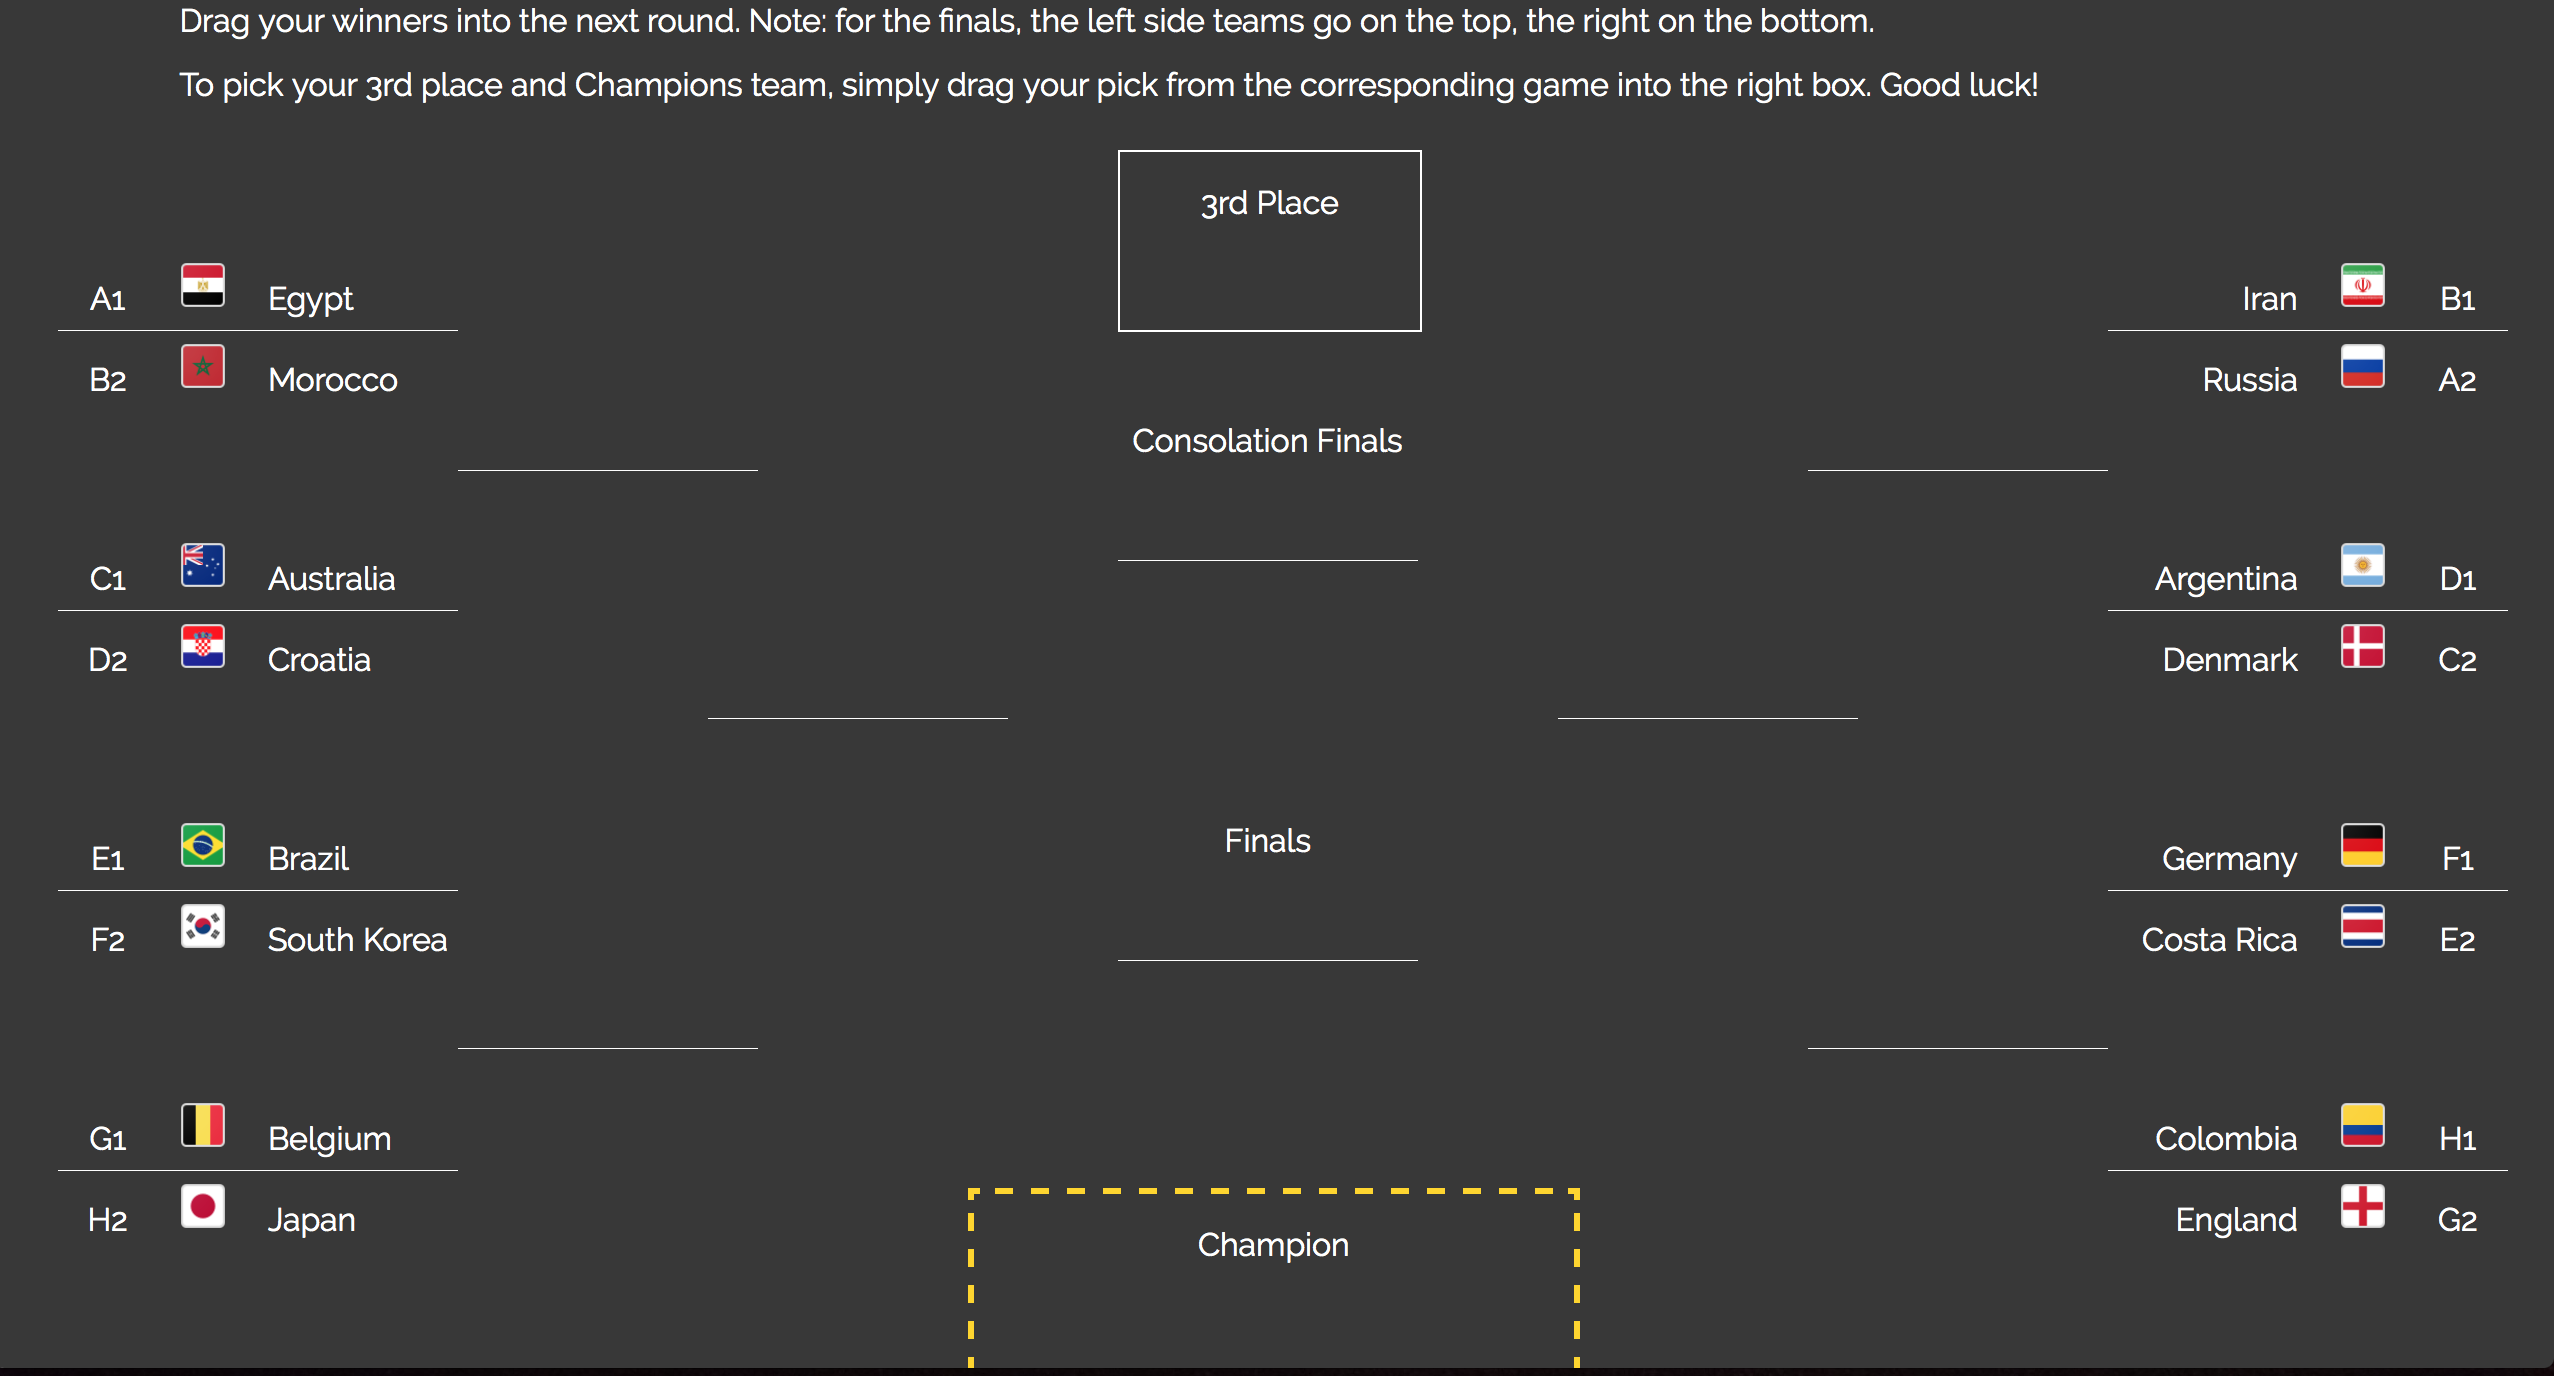 Drag your winners into the next round. Note: for the finals, the left side teams go on the top, the right on the bottom.
To pick your 3rd place and Champions team, simply drag your pick from the corresponding game into the right box. Good luck!
3rd Place
A1 Egypt
B2 Morocco
C1 Australia
D2 Croatia
E1 Brazil
F2 South Korea
G1 Belgium
H2 Japan
Consolation Finals
Finals
Champion
Iran B1
Russia A2
Argentina D1
Denmark C2
Germany F1
Costa Rica E2
Colombia H1
England G2